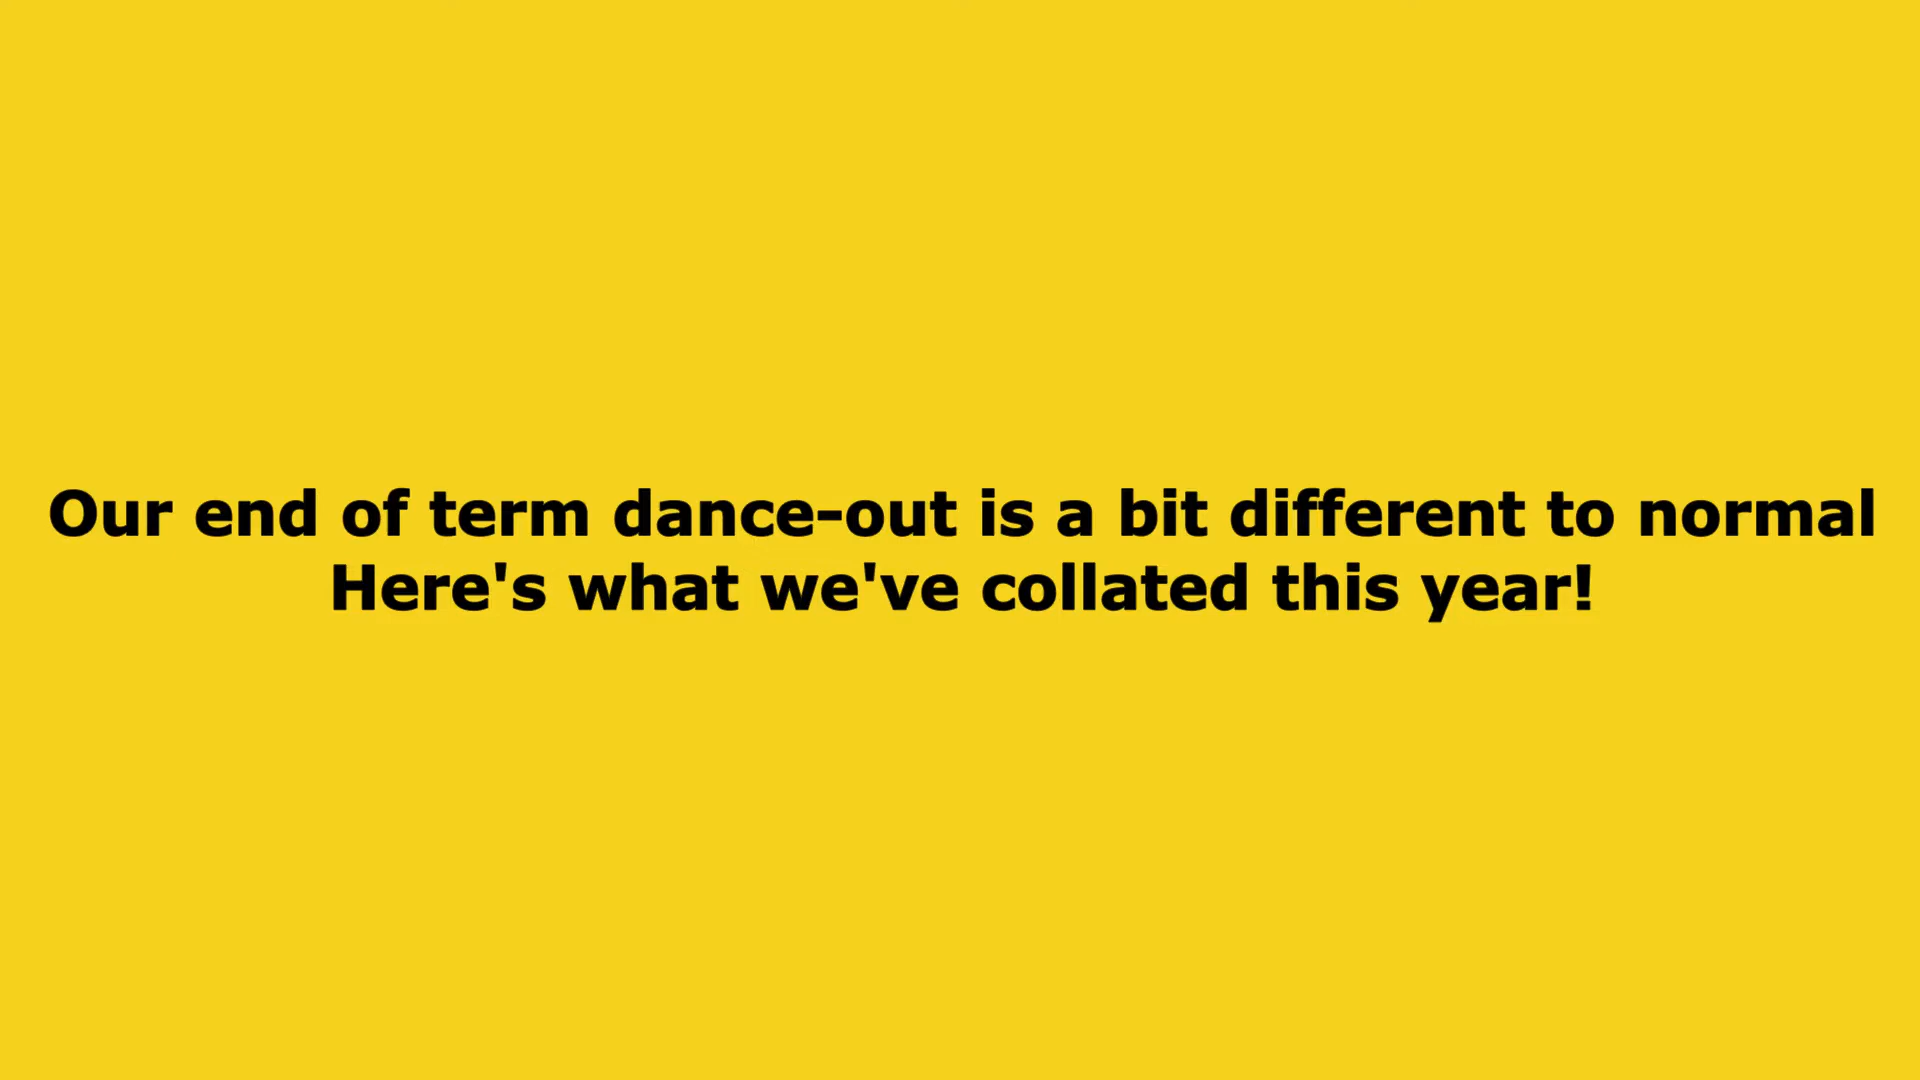 Our end of term dance-out is a bit different to normal
Here's what we've collated this year!